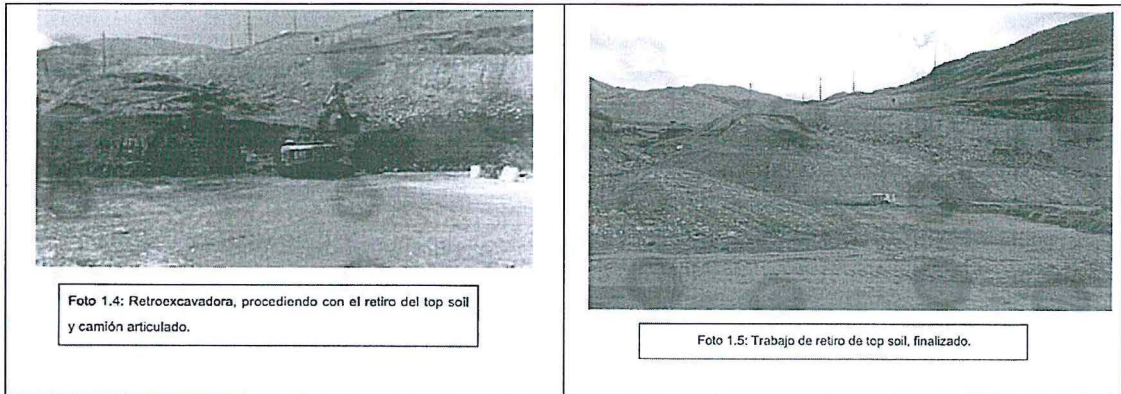 Foto 1.4: Retroexcavadora, procediendo con el retiro del top soil
y camión articulado.
Foto 1.5: Trabajo de retiro de top soil, finalizado.